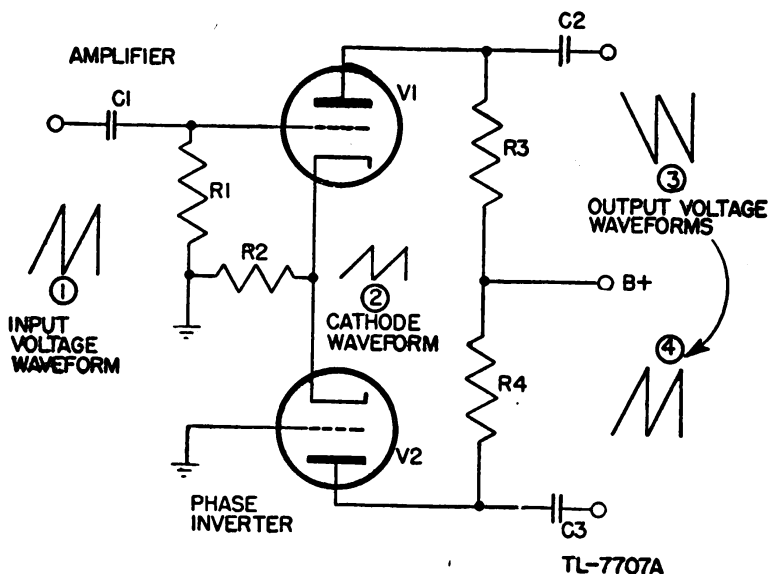 AMPLIFIER
C1
V1
C2
R1
R2
R3
1
INPUT
VOLTAGE
WAVEFORM
2
CATHODE
WAVEFORM
3
OUTPUT VOLTAGE
WAVEFORMS
B+
4
R4
V2
PHASE
INVERTER
C3
TL-7707A